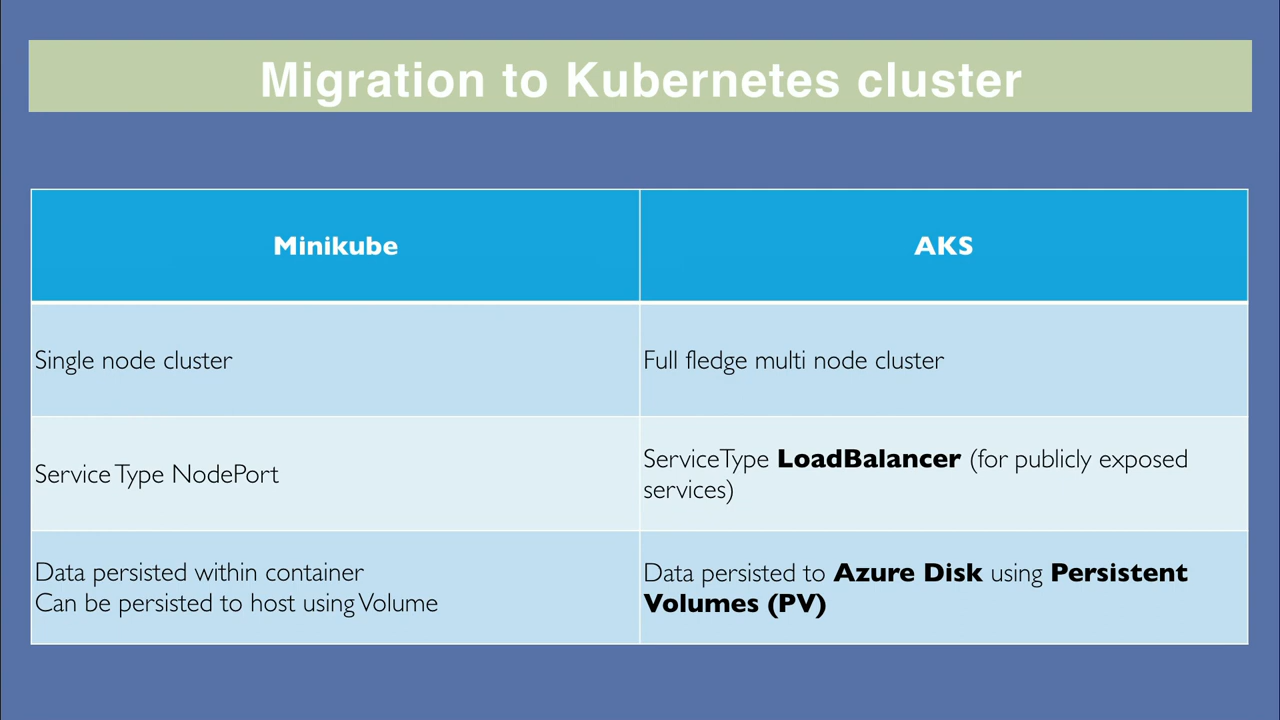 Migration to Kubernetes cluster
Minikube
AKS
Single node cluster
Full fledge multi node cluster
Service Type NodePort
ServiceType LoadBalancer (for publicly exposed
services)
Data persisted within container
Can be persisted to host using Volume
Data persisted to Azure Disk using Persistent
Volumes (PV)